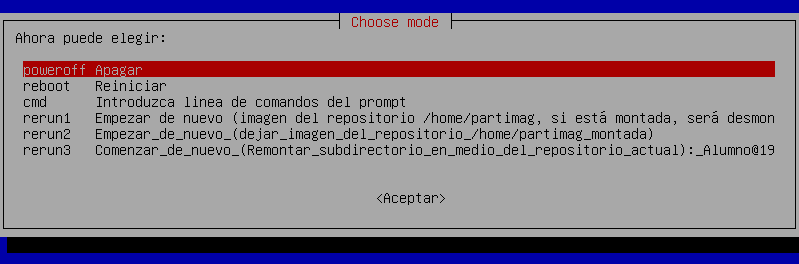 Choose mode
Ahora puede elegir:
poweroff Apagar
reboot Reiniciar
cmd Introduzca linea de comandos del prompt
rerun1 Empezar de nuevo (imagen del repositorio /home/partimag, si está montada, será desmon
rerun2 Empezar_de_nuevo_(dejar_imagen_del_repositorio_/home/partimag_montada)
rerun3 Comenzar_de_nuevo_(Remontar_subdirectorio_en_medio_del_repositorio_actual):_Alumno@19
<Aceptar>